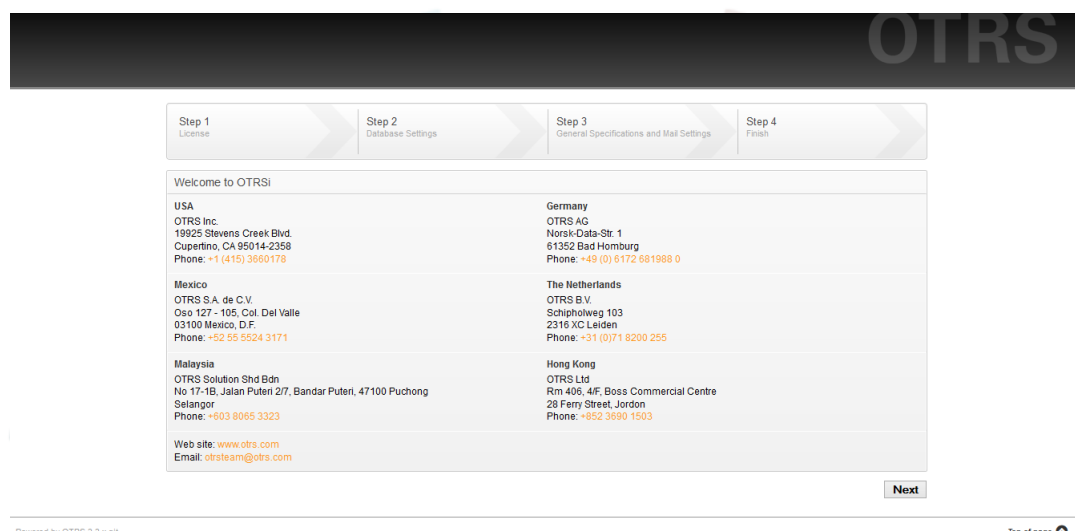 OTRS
Step 1
License
Step 2
Database Settings
Step 3
General Specifications and Mail Settings
Step 4
Finish
Welcome to OTRSi
USA
OTRS Inc.
19925 Stevens Creek Blvd.
Cupertino, CA 95014-2358
Phone: +1 (415) 3660178
Germany
OTRS AG
Norsk-Data-Str. 1
61352 Bad Homburg
Phone: +49 (0) 6172 681988 0
Mexico
OTRS S.A. de C.V.
Oso 127 - 105, Col. Del Valle
03100 Mexico, D.F.
Phone: +52 55 5524 3171
The Netherlands
OTRS B.V.
Schipholweg 103
2316 XC Leiden
Phone: +31 (0)71 8200 255
Malaysia
OTRS Solution Shd Bdn
No 17-1B, Jalan Puteri 2/7, Bandar Puteri, 47100 Puchong
Selangor
Phone: +603 8065 3323
Hong Kong
OTRS Ltd
Rm 406, 4/F, Boss Commercial Centre
28 Ferry Street, Jordon
Phone: +852 3690 1503
Web site: www.otrs.com
Email: otrsteam@otrs.com
Next
Powered by OTRS
Top of page